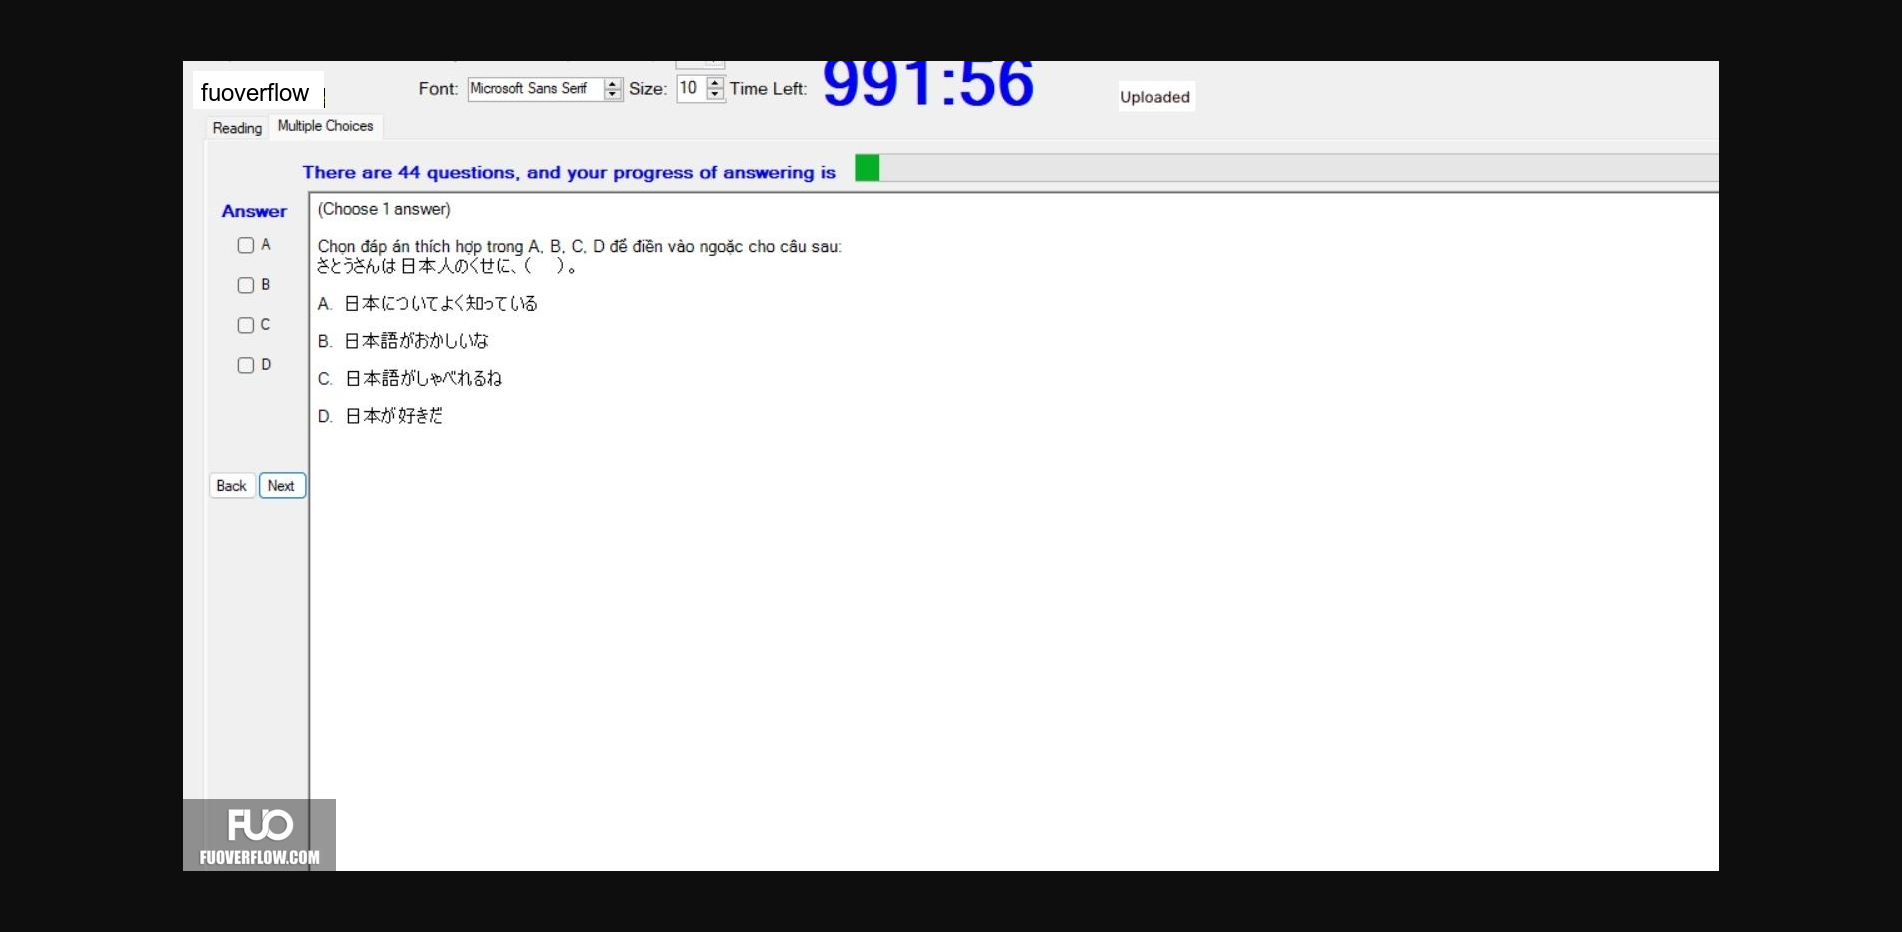 fuoverflow
Font: Microsoft Sans Serif Size: 10 Time Left: 991:56
Uploaded
Reading Multiple Choices
There are 44 questions, and your progress of answering is
Answer
(Choose 1 answer)
A
Chọn đáp án thích hợp trong A, B, C, D để điền vào ngoặc cho câu sau:
さとうさんは 日本人のくせに、(　)。
B
A. 日本についてよく知っている
C
B. 日本語がおかしいな
D
C. 日本語がしゃべれるね
D. 日本が好きだ
Back Next
FUO
FUOVERFLOW.COM